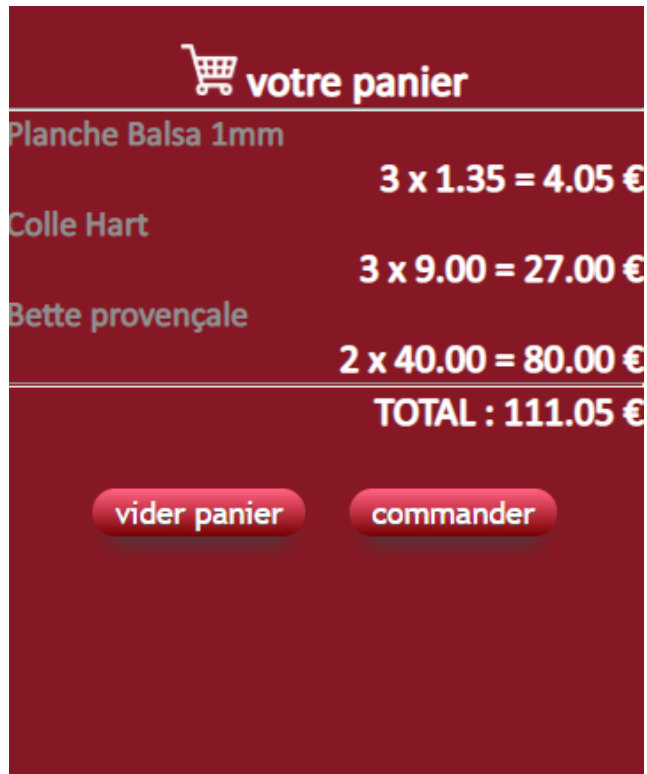 votre panier
Planche Balsa 1mm
3 x 1.35 = 4.05 €
Colle Hart
3 x 9.00 = 27.00 €
Bette provençale
2 x 40.00 = 80.00 €
TOTAL : 111.05 €
vider panier commander